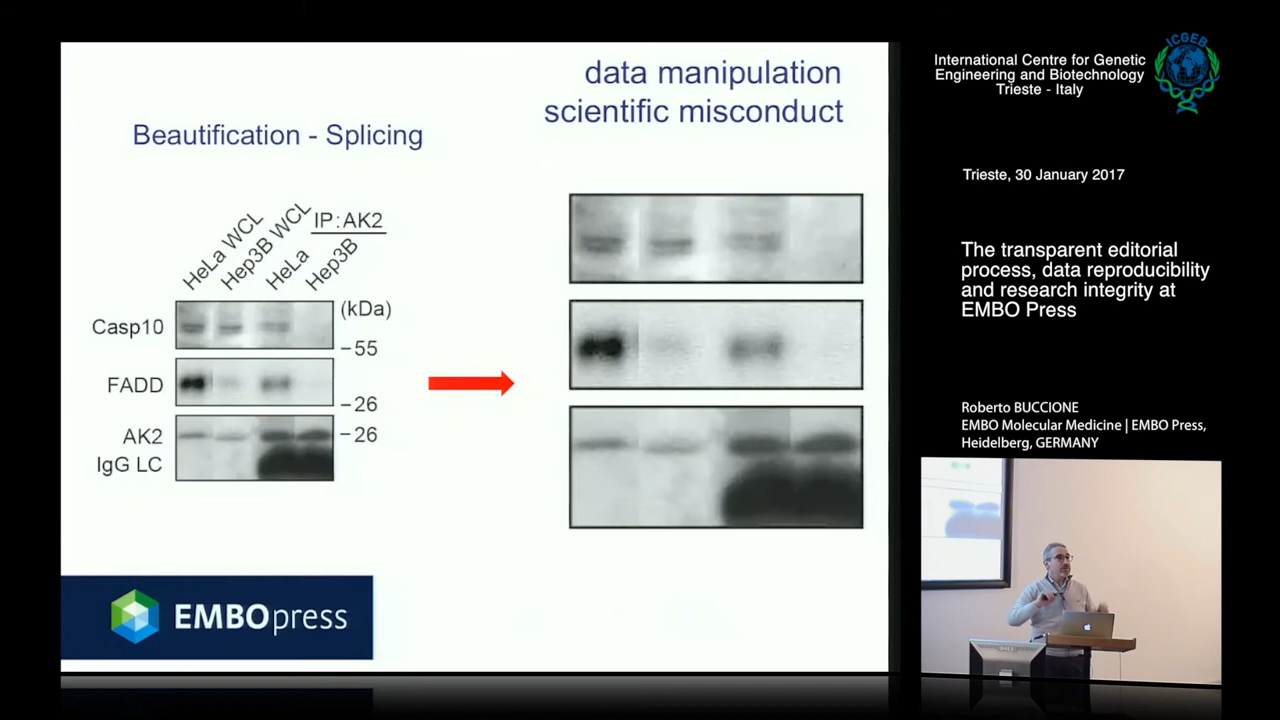 data manipulation
scientific misconduct
Beautification - Splicing
HeLa WCL
Hep3B WCL
HeLa
Hep3B
IP:AK2
(kDa)
Casp10
–55
FADD
–26
AK2
–26
IgG LC
EMBOpress
International Centre for Genetic
Engineering and Biotechnology
Trieste - Italy
ICGEB
Trieste, 30 January 2017
The transparent editorial
process, data reproducibility
and research integrity at
EMBO Press
Roberto BUCCIONE
EMBO Molecular Medicine | EMBO Press,
Heidelberg, GERMANY
DELL